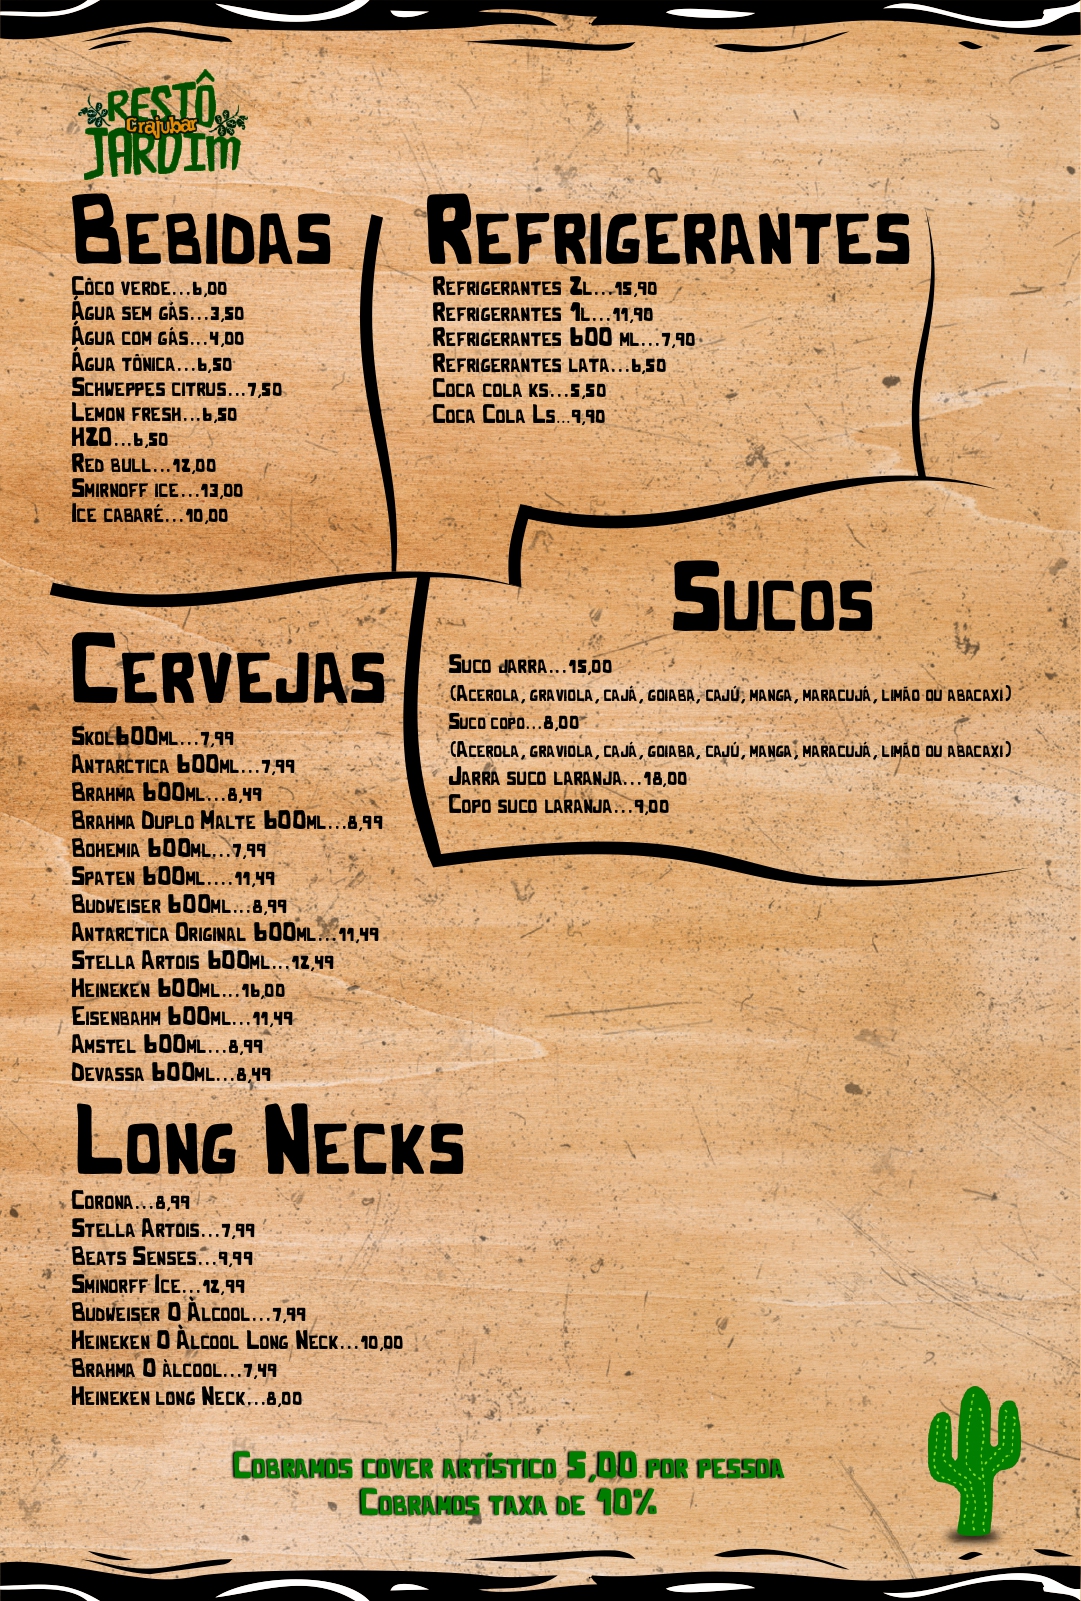 RESTÔ
Crajubar
JARDIM
BEBIDAS
CÔCO VERDE...6,00
ÁGUA SEM GÁS...3,50
ÁGUA COM GÁS...4,00
ÁGUA TÔNICA...6,50
SCHWEPPES CITRUS...7,50
LEMON FRESH...6,50
H2O...6,50
RED BULL...12,00
SMIRNOFF ICE...13,00
ICE CABARÉ...10,00
REFRIGERANTES
REFRIGERANTES 2L...15,90
REFRIGERANTES 1L...11,90
REFRIGERANTES 600 ML...7,90
REFRIGERANTES LATA...6,50
COCA COLA KS...5,50
COCA COLA LS...9,90
SUCOS
SUCO JARRA...15,00
(ACEROLA, GRAVIOLA, CAJÁ, GOIABA, CAJÚ, MANGA, MARACUJÁ, LIMÃO OU ABACAXI)
SUCO COPO...8,00
(ACEROLA, GRAVIOLA, CAJÁ, GOIABA, CAJÚ, MANGA, MARACUJÁ, LIMÃO OU ABACAXI)
JARRA SUCO LARANJA...18,00
COPO SUCO LARANJA...9,00
CERVEJAS
SKOL600ML...7,99
ANTARCTICA 600ML...7,99
BRAHMA 600ML...8,49
BRAHMA DUPLO MALTE 600ML...8,99
BOHEMIA 600ML...7,99
SPATEN 600ML....11,49
BUDWEISER 600ML...8,99
ANTARCTICA ORIGINAL 600ML...11,49
STELLA ARTOIS 600ML...12,49
HEINEKEN 600ML...16,00
EISENBAHM 600ML...11,49
AMSTEL 600ML...8,99
DEVASSA 600ML...8,49
LONG NECKS
CORONA...8,99
STELLA ARTOIS...7,99
BEATS SENSES...9,99
SMINORFF ICE...12,99
BUDWEISER 0 ÀLCOOL...7,99
HEINEKEN 0 ÀLCOOL LONG NECK...10,00
BRAHMA 0 ÀLCOOL...7,49
HEINEKEN LONG NECK...8,00
COBRAMOS COVER ARTÍSTICO 5,00 POR PESSOA
COBRAMOS TAXA DE 10%